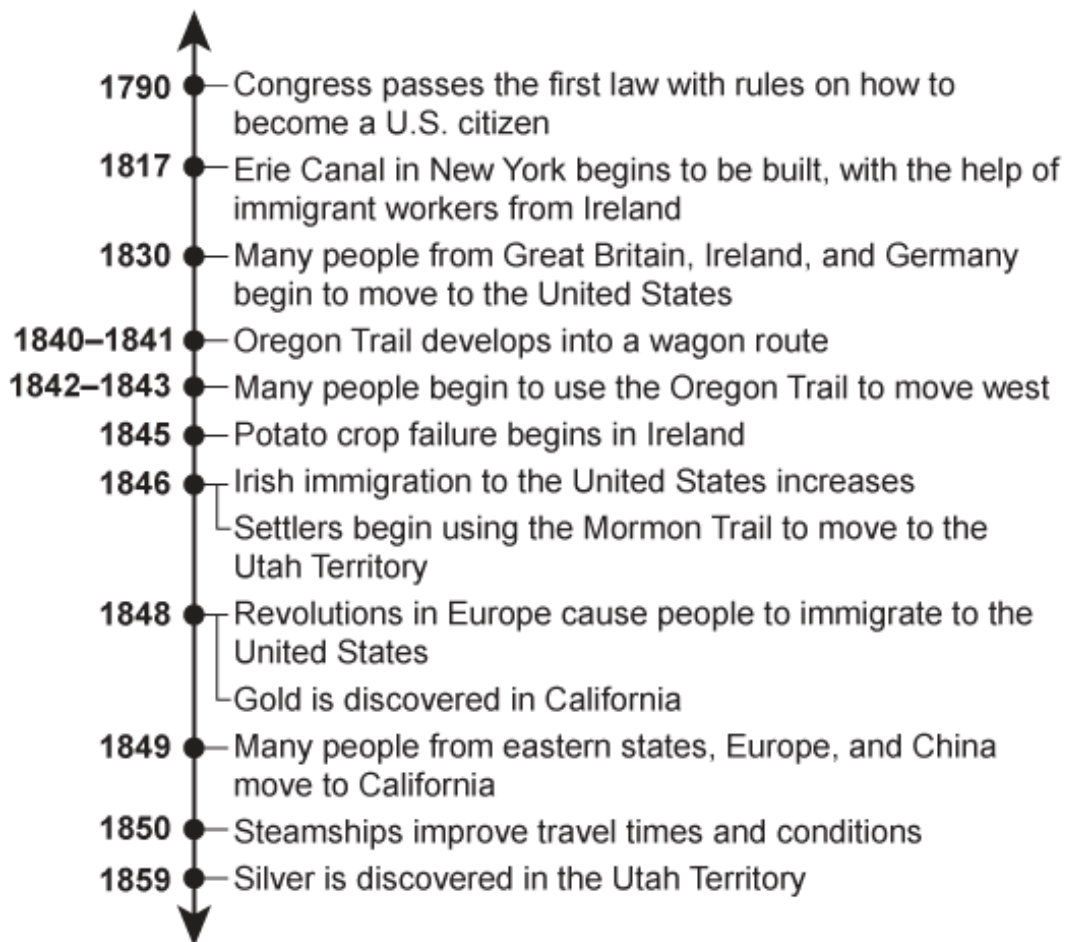 1790 Congress passes the first law with rules on how to
become a U.S. citizen
1817 Erie Canal in New York begins to be built, with the help of
immigrant workers from Ireland
1830 Many people from Great Britain, Ireland, and Germany
begin to move to the United States
1840–1841 Oregon Trail develops into a wagon route
1842–1843 Many people begin to use the Oregon Trail to move west
1845 Potato crop failure begins in Ireland
1846 Irish immigration to the United States increases
Settlers begin using the Mormon Trail to move to the
Utah Territory
1848 Revolutions in Europe cause people to immigrate to the
United States
Gold is discovered in California
1849 Many people from eastern states, Europe, and China
move to California
1850 Steamships improve travel times and conditions
1859 Silver is discovered in the Utah Territory